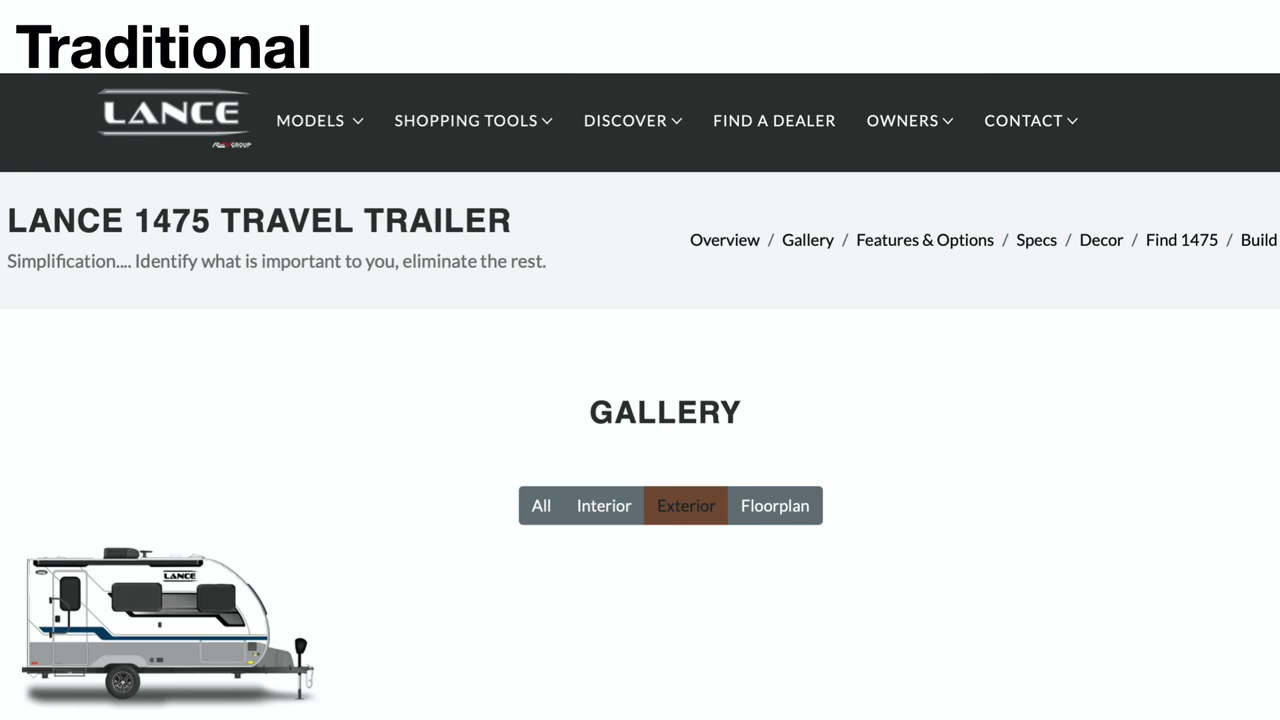 Traditional
LANCE
REV GROUP
MODELS SHOPPING TOOLS DISCOVER FIND A DEALER OWNERS CONTACT
LANCE 1475 TRAVEL TRAILER
Simplification.... Identify what is important to you, eliminate the rest.
Overview / Gallery / Features & Options / Specs / Decor / Find 1475 / Build
GALLERY
All Interior Exterior Floorplan
LANCE